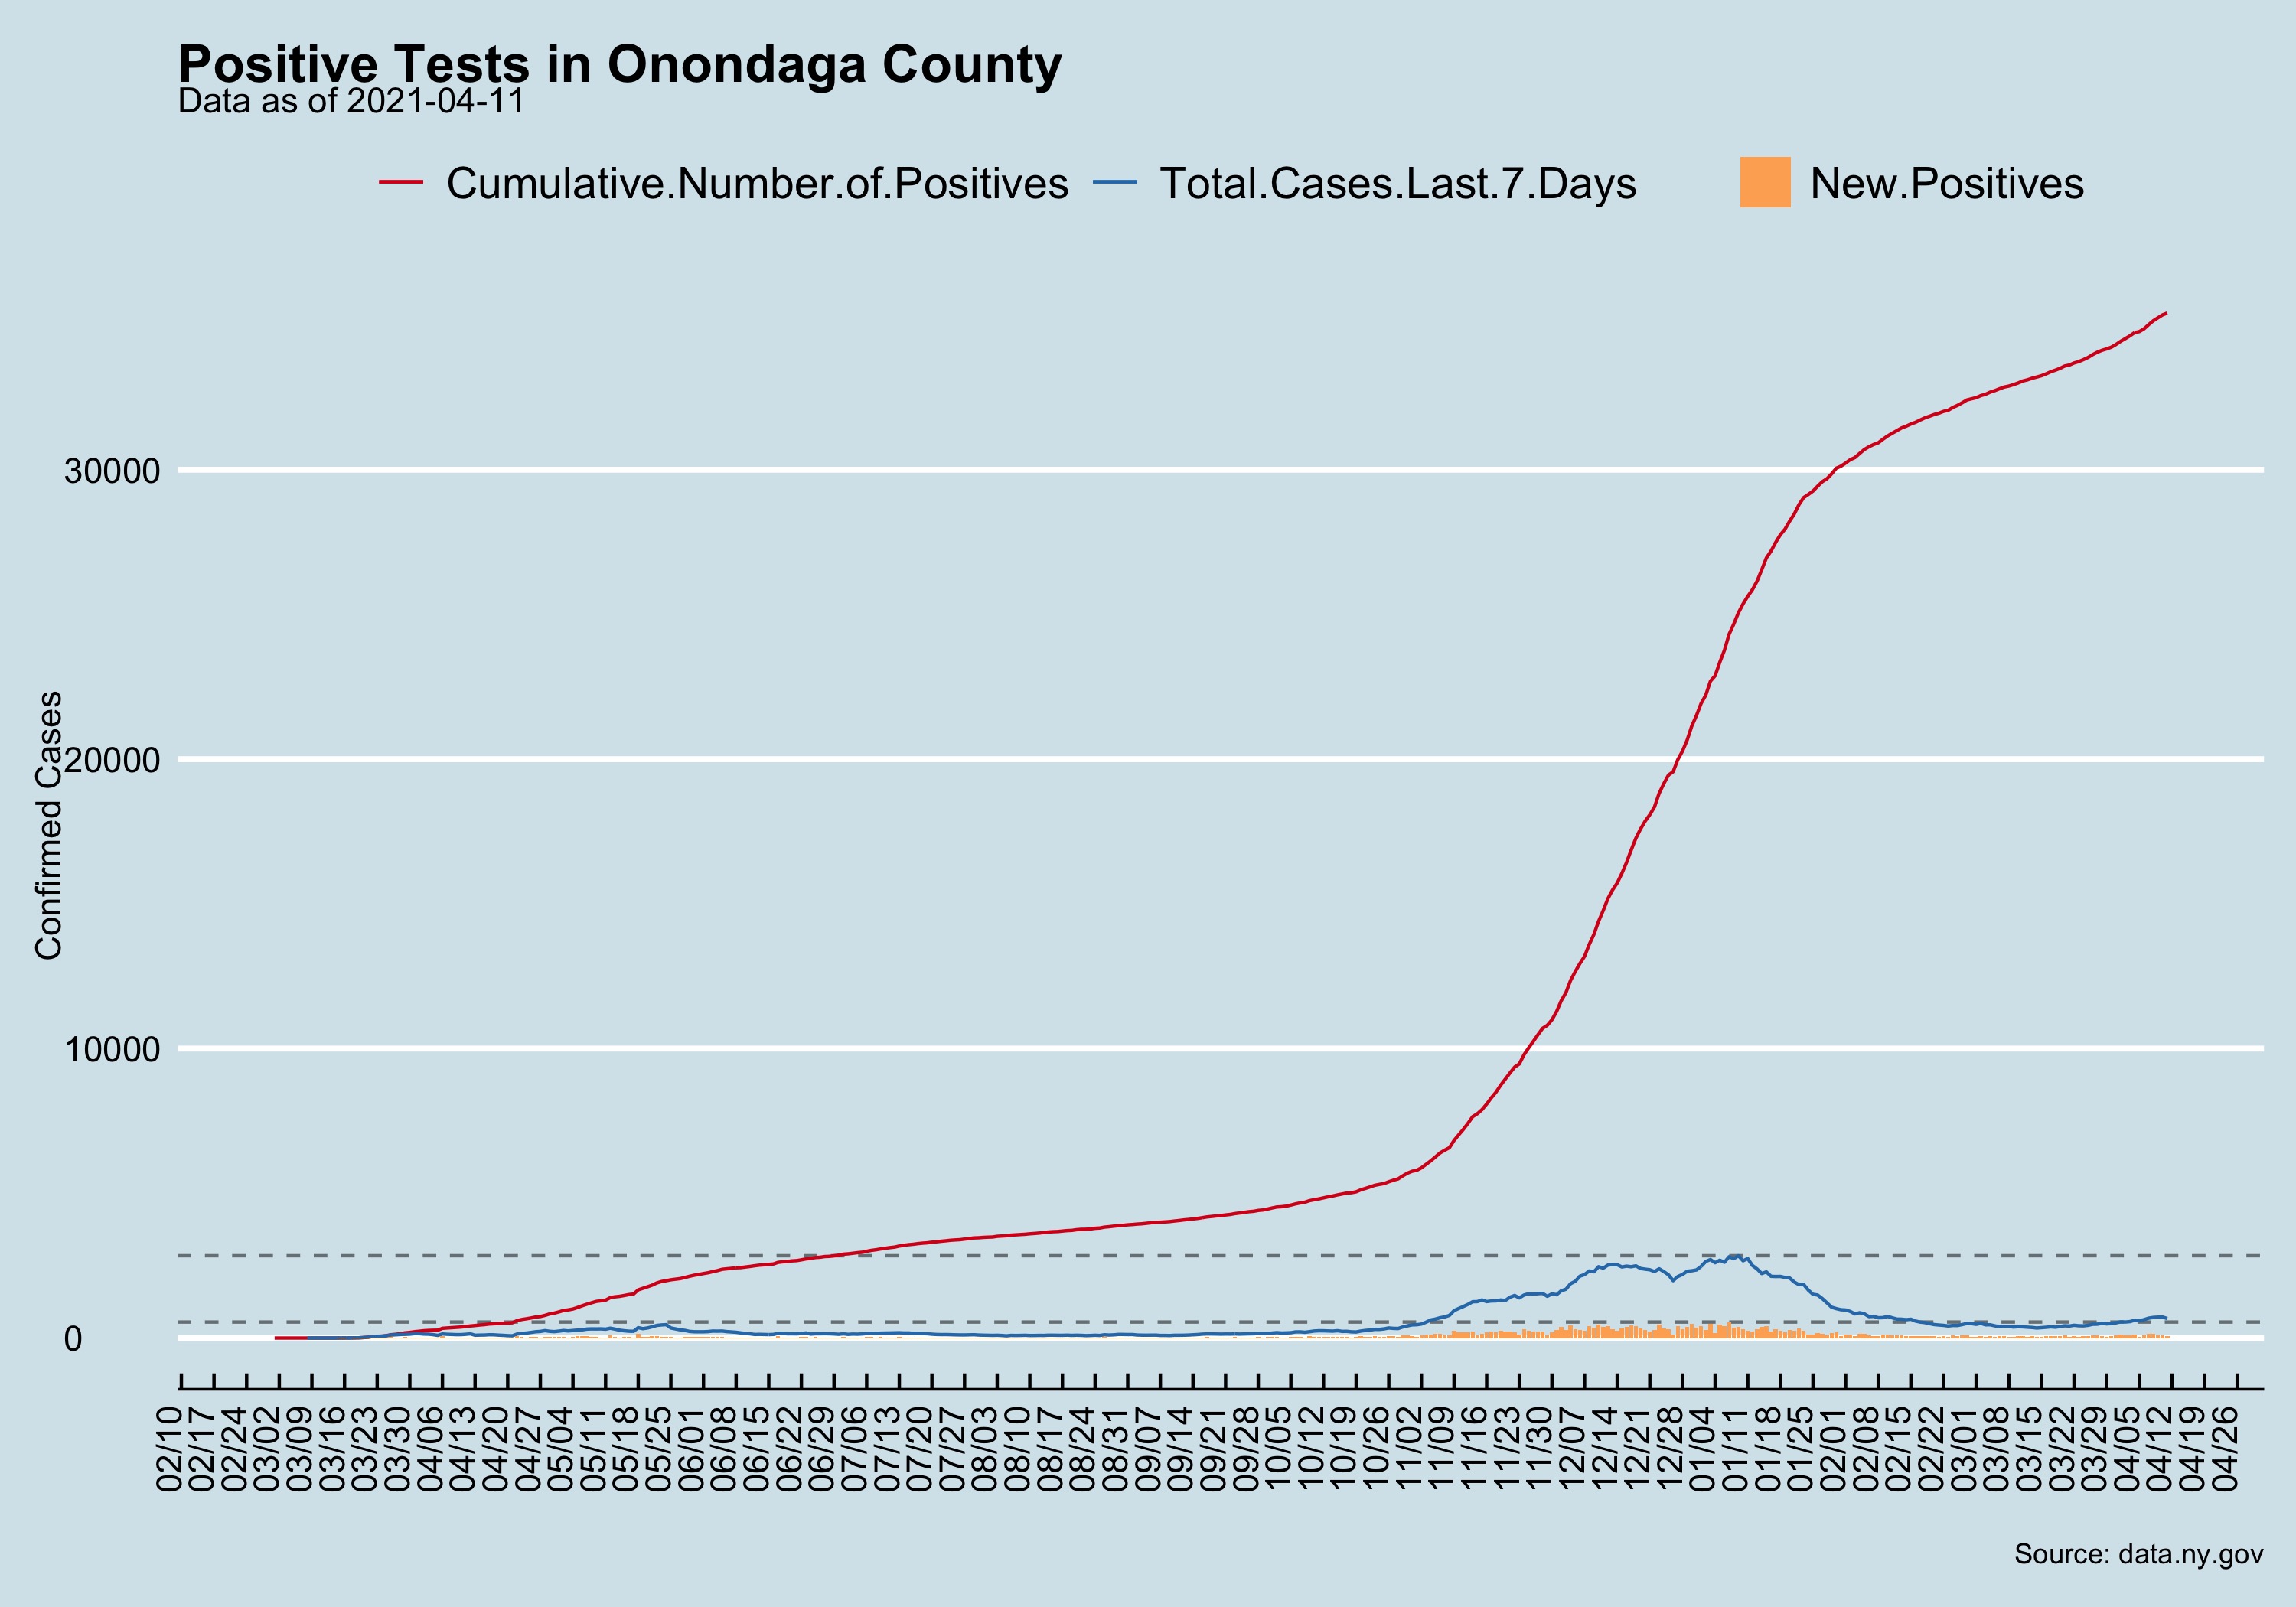 Positive Tests in Onondaga County
Data as of 2021-04-11
Cumulative.Number.of.Positives Total.Cases.Last.7.Days New.Positives
Confirmed Cases
30000
20000
10000
0
02/10 02/17 02/24 03/02 03/09 03/16 03/23 03/30 04/06 04/13 04/20 04/27 05/04 05/11 05/18 05/25 06/01 06/08 06/15 06/22 06/29 07/06 07/13 07/20 07/27 08/03 08/10 08/17 08/24 08/31 09/07 09/14 09/21 09/28 10/05 10/12 10/19 10/26 11/02 11/09 11/16 11/23 11/30 12/07 12/14 12/21 12/28 01/04 01/11 01/18 01/25 02/01 02/08 02/15 02/22 03/01 03/08 03/15 03/22 03/29 04/05 04/12 04/19 04/26
Source: data.ny.gov